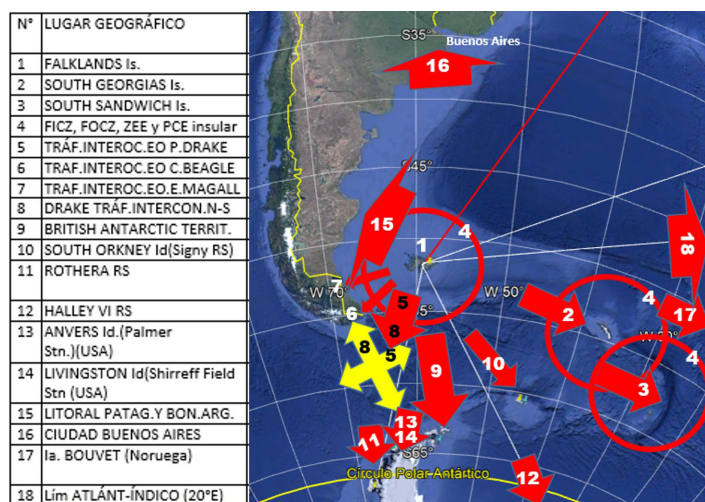 N° LUGAR GEOGRÁFICO
1 FALKLANDS Is.
2 SOUTH GEORGIAS Is.
3 SOUTH SANDWICH Is.
4 FICZ, FOCZ, ZEE y PCE insular
5 TRÁF.INTEROC.EO P.DRAKE
6 TRAF.INTEROC.EO C.BEAGLE
7 TRAF.INTEROC.EO.E.MAGALL
8 DRAKE TRÁF.INTERCON.N-S
9 BRITISH ANTARCTIC TERRIT.
10 SOUTH ORKNEY Id(Signy RS)
11 ROTHERA RS
12 HALLEY VI RS
13 ANVERS Id.(Palmer
Stn.)(USA)
14 LIVINGSTON Id(Shirreff Field
Stn (USA)
15 LITORAL PATAG.Y BON.ARG.
16 CIUDAD BUENOS AIRES
17 Ia. BOUVET (Noruega)
18 Lím ATLÁNT-ÍNDICO (20°E)
S35°
Buenos Aires
16
S45°
15
1
4
18
7
W 70°
W 50°
4
5
6
2
17
8
8
5
9
10
4
3
13
11
14
S65°
12
Círculo Polar Antártico